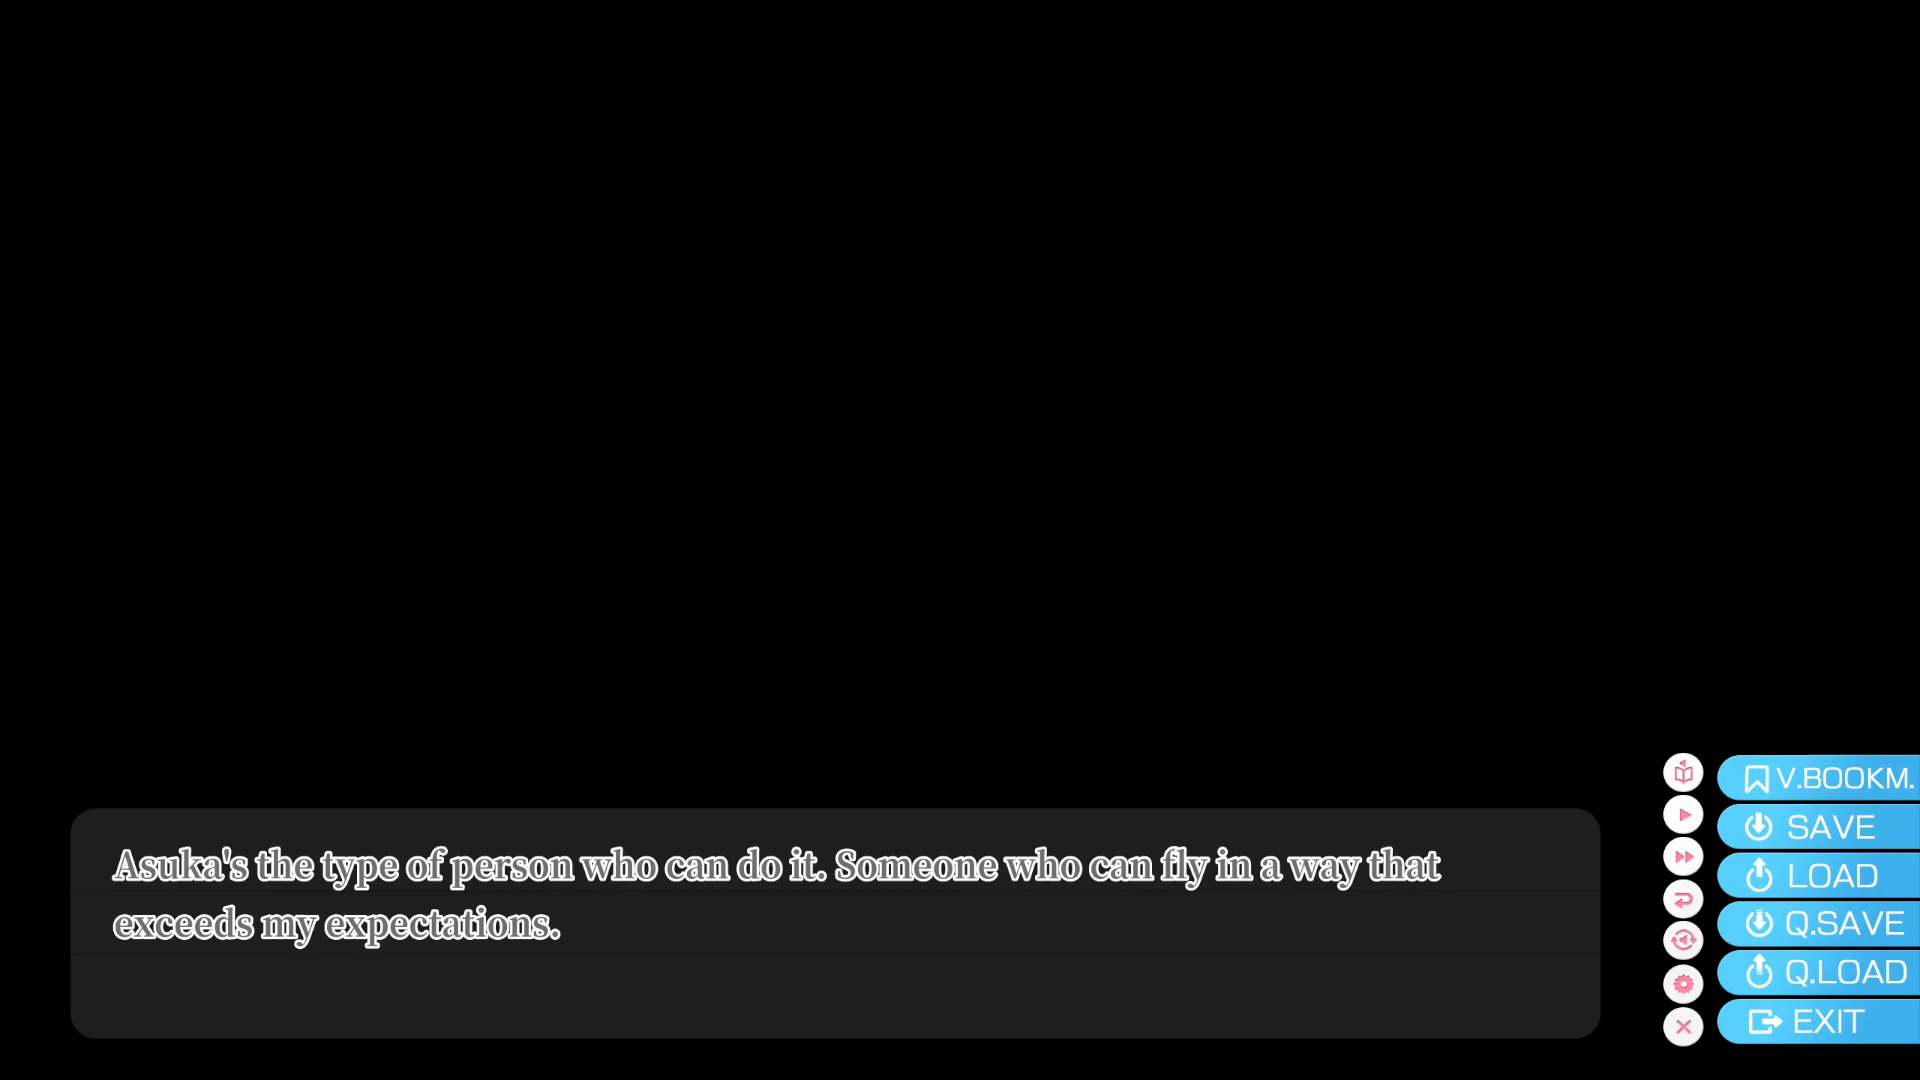 Asuka's the type of person who can do it. Someone who can fly in a way that
exceeds my expectations.
V.BOOKM.
SAVE
LOAD
Q.SAVE
Q.LOAD
EXIT